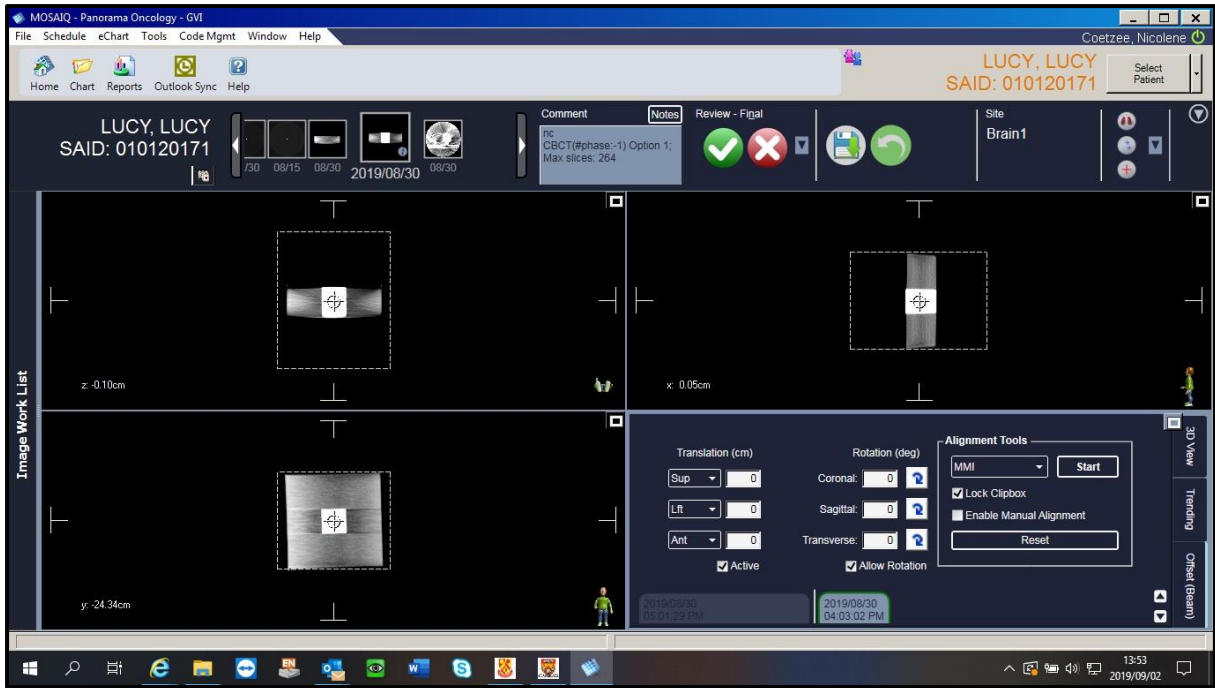 MOSAIQ - Panorama Oncology - GVI
File Schedule eChart Tools Code Mgmt Window Help
Coetzee, Nicolene
Home Chart Reports Outlook Sync Help
LUCY, LUCY
SAID: 010120171
Select Patient
LUCY, LUCY
SAID: 010120171
/30 08/15 08/30 2019/08/30 08/30
Comment Notes
nc
CBCT(#phase:-1) Option 1;
Max slices: 264
Review - Final
Site
Brain1
Image Work List
z: -0.10cm
x: 0.05cm
y: -24.34cm
Translation (cm)
Sup 0
Lft 0
Ant 0
Active
Rotation (deg)
Coronal: 0
Sagittal: 0
Transverse: 0
Allow Rotation
Alignment Tools
MMI Start
Lock Clipbox
Enable Manual Alignment
Reset
2019/08/30
05:01:29 PM
2019/08/30
04:03:02 PM
3D View
Trending
Offset (Beam)
EN
13:53
2019/09/02